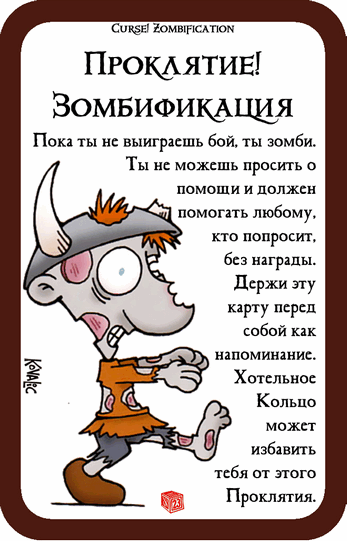 Curse! Zombification
Проклятие!
Зомбификация
Пока ты не выиграешь бой, ты зомби.
Ты не можешь просить о
помощи и должен
помогать любому,
кто попросит,
без награды.
Держи эту
карту перед
собой как
напоминание.
Хотельное
Кольцо
может
избавить
тебя от этого
Проклятия.
Kovalic
23